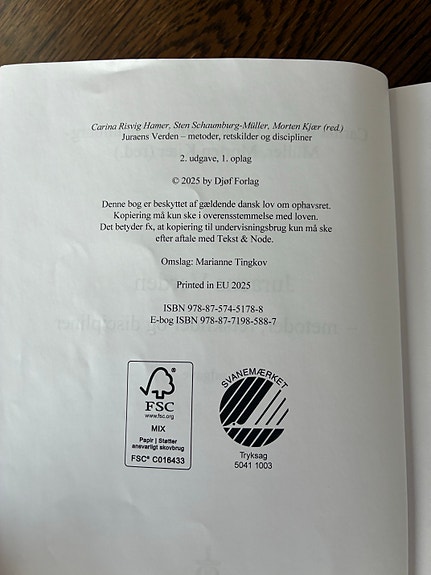 Carina Risvig Hamer, Sten Schaumburg-Müller, Morten Kjær (red.)
Juraens Verden – metoder, retskilder og discipliner
2. udgave, 1. oplag
© 2025 by Djøf Forlag
Denne bog er beskyttet af gældende dansk lov om ophavsret.
Kopiering må kun ske i overensstemmelse med loven.
Det betyder fx, at kopiering til undervisningsbrug kun må ske
efter aftale med Tekst & Node.
Omslag: Marianne Tingkov
Printed in EU 2025
ISBN 978-87-574-5178-8
E-bog ISBN 978-87-7198-588-7
FSC
www.fsc.org
MIX
Papir | Støtter
ansvarligt skovbrug
FSC® C016433
SVANEMÆRKET
Tryksag
5041 1003